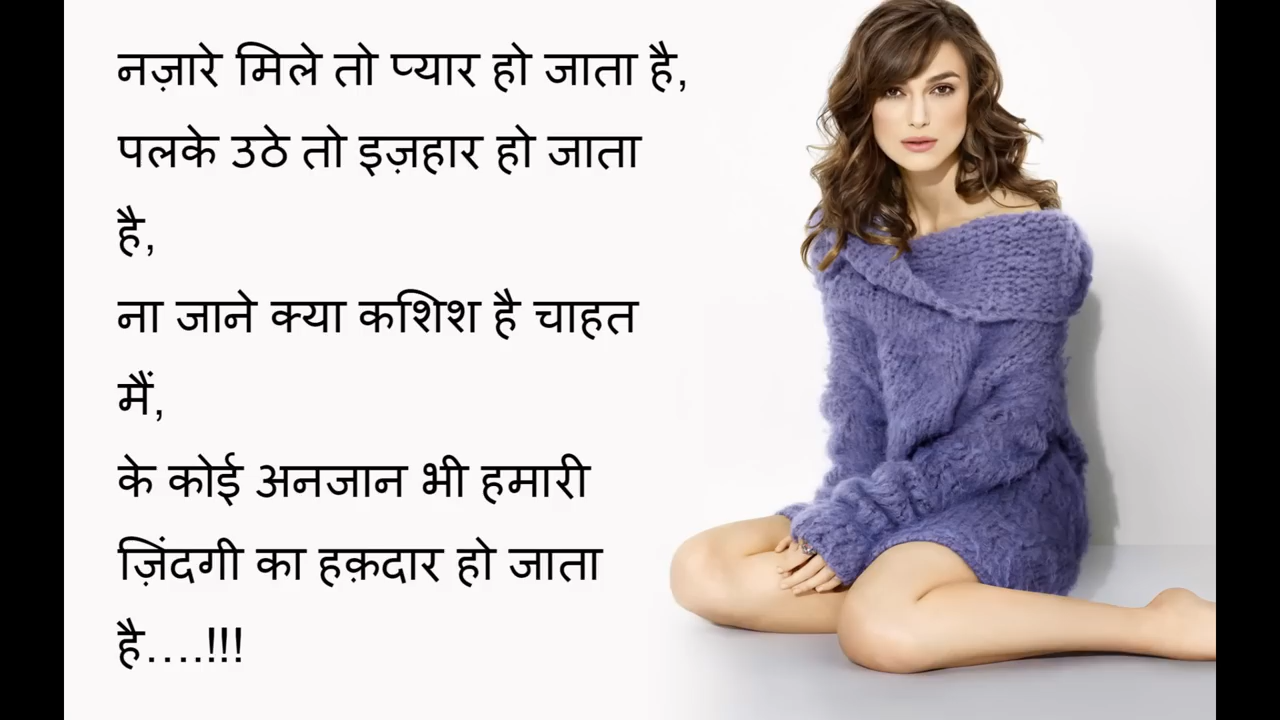 नज़ारे मिले तो प्यार हो जाता है,
पलके उठे तो इज़हार हो जाता
है,
ना जाने क्या कशिश है चाहत
मैं,
के कोई अनजान भी हमारी
ज़िंदगी का हक़दार हो जाता
है....!!!